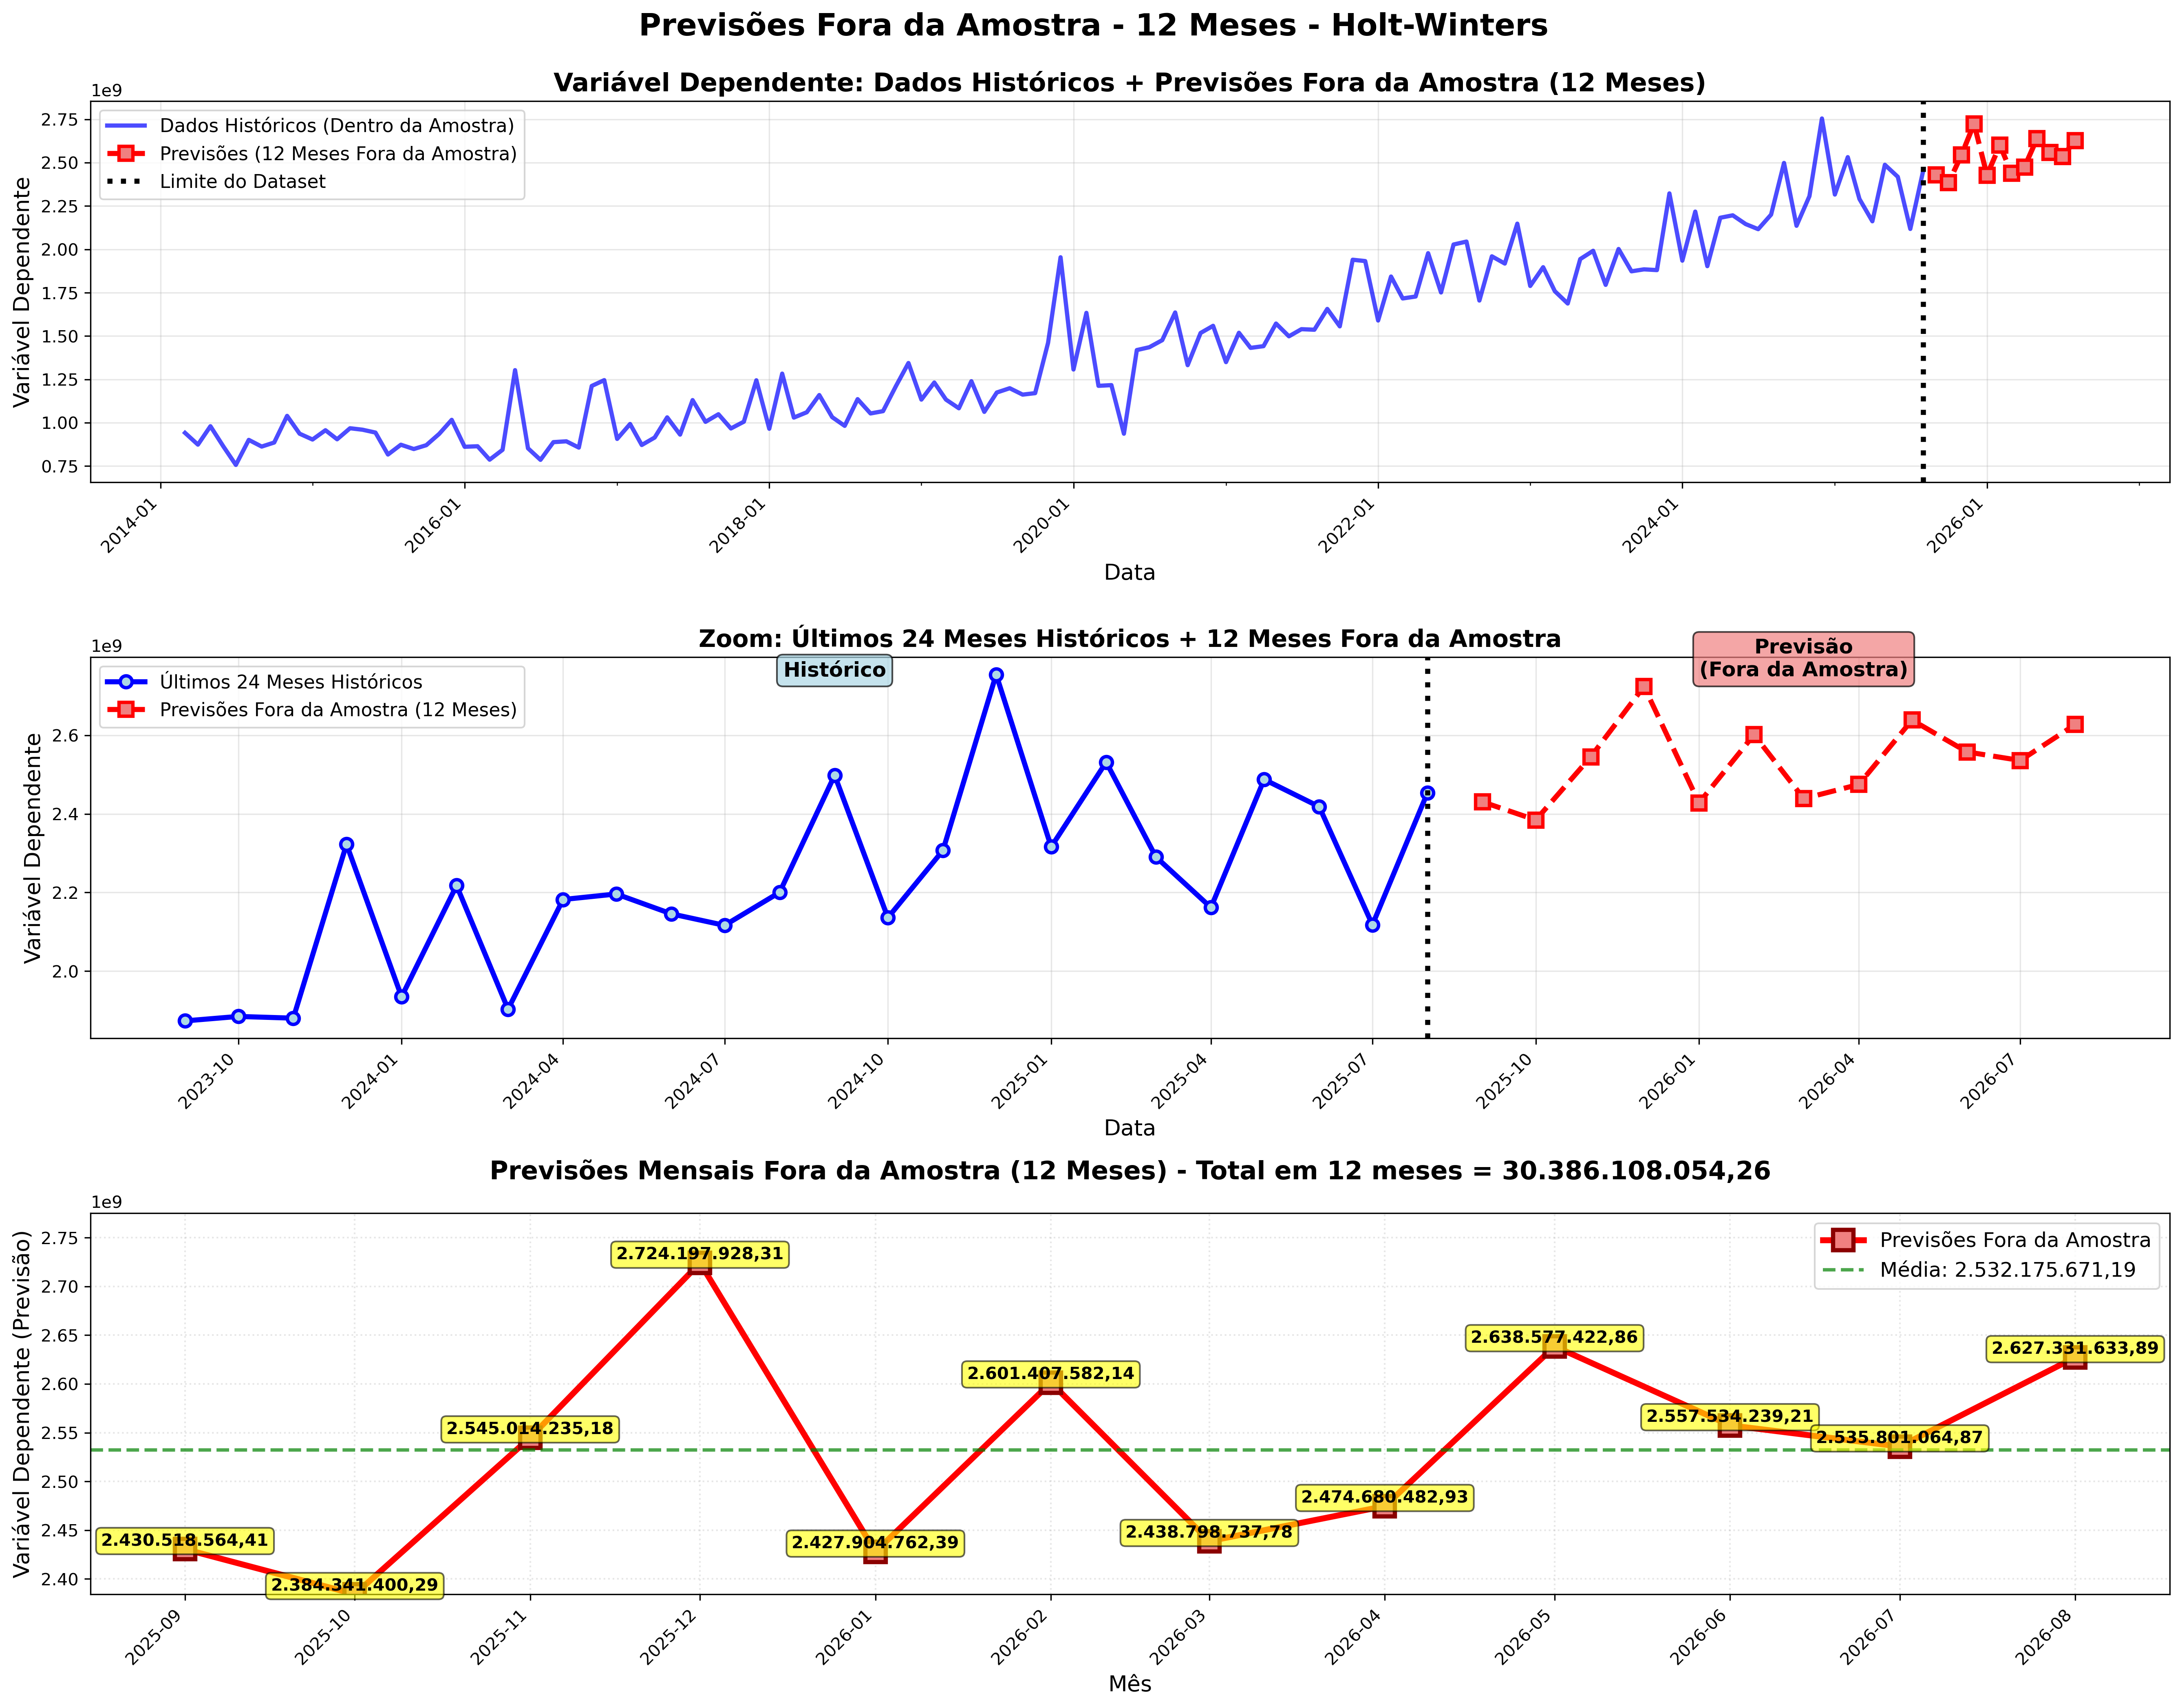 Previsões Fora da Amostra - 12 Meses - Holt-Winters
Variável Dependente: Dados Históricos + Previsões Fora da Amostra (12 Meses)
1e9
Dados Históricos (Dentro da Amostra)
Previsões (12 Meses Fora da Amostra)
Limite do Dataset
Variável Dependente
2.75
2.50
2.25
2.00
1.75
1.50
1.25
1.00
0.75
2014-01
2016-01
2018-01
2020-01
2022-01
2024-01
2026-01
Data
Zoom: Últimos 24 Meses Históricos + 12 Meses Fora da Amostra
1e9
Últimos 24 Meses Históricos
Previsões Fora da Amostra (12 Meses)
Histórico
Previsão
(Fora da Amostra)
Variável Dependente
2.6
2.4
2.2
2.0
2023-10
2024-01
2024-04
2024-07
2024-10
2025-01
2025-04
2025-07
2025-10
2026-01
2026-04
2026-07
Data
Previsões Mensais Fora da Amostra (12 Meses) - Total em 12 meses = 30.386.108.054,26
1e9
Previsões Fora da Amostra
Média: 2.532.175.671,19
Variável Dependente (Previsão)
2.75
2.70
2.65
2.60
2.55
2.50
2.45
2.40
2.430.518.564,41
2.384.341.400,29
2.545.014.235,18
2.724.197.928,31
2.427.904.762,39
2.601.407.582,14
2.438.798.737,78
2.474.680.482,93
2.638.577.422,86
2.557.534.239,21
2.535.801.064,87
2.627.331.633,89
2025-09
2025-10
2025-11
2025-12
2026-01
2026-02
2026-03
2026-04
2026-05
2026-06
2026-07
2026-08
Mês